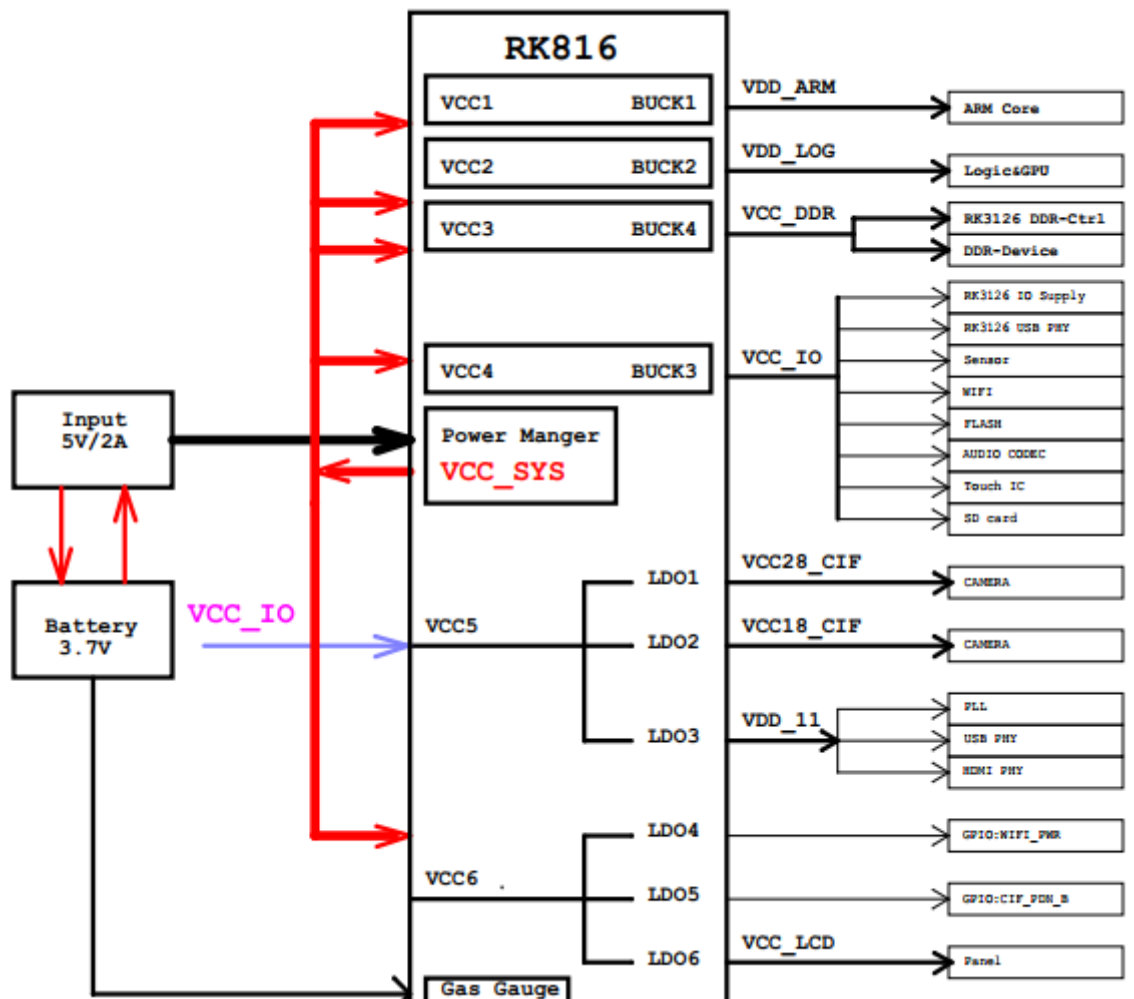 RK816
VCC1 BUCK1
VDD_ARM
ARM Core
VCC2 BUCK2
VDD_LOG
Logic&GPU
VCC3 BUCK4
VCC_DDR
RK3126 DDR-Ctrl
DDR-Device
VCC4 BUCK3
VCC_IO
RK3126 IO Supply
RK3126 USB PHY
Sensor
WIFI
FLASH
AUDIO CODEC
Touch IC
SD card
Input
5V/2A
Power Manger
VCC_SYS
Battery
3.7V
VCC_IO
VCC5
LDO1
VCC28_CIF
CAMERA
LDO2
VCC18_CIF
CAMERA
LDO3
VDD_11
PLL
USB PHY
HDMI PHY
VCC6
LDO4
GPIO:WIFI_PWR
LDO5
GPIO:CIF_PDN_B
LDO6
VCC_LCD
Panel
Gas Gauge